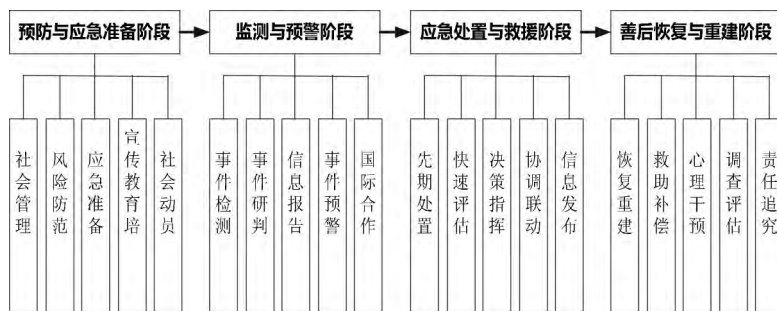 预防与应急准备阶段
监测与预警阶段
应急处置与救援阶段
善后恢复与重建阶段
社会管理
风险防范
应急准备
宣传教育培
社会动员
事件检测
事件研判
信息报告
事件预警
国际合作
先期处置
快速评估
决策指挥
协调联动
信息发布
恢复重建
救助补偿
心理干预
调查评估
责任追究